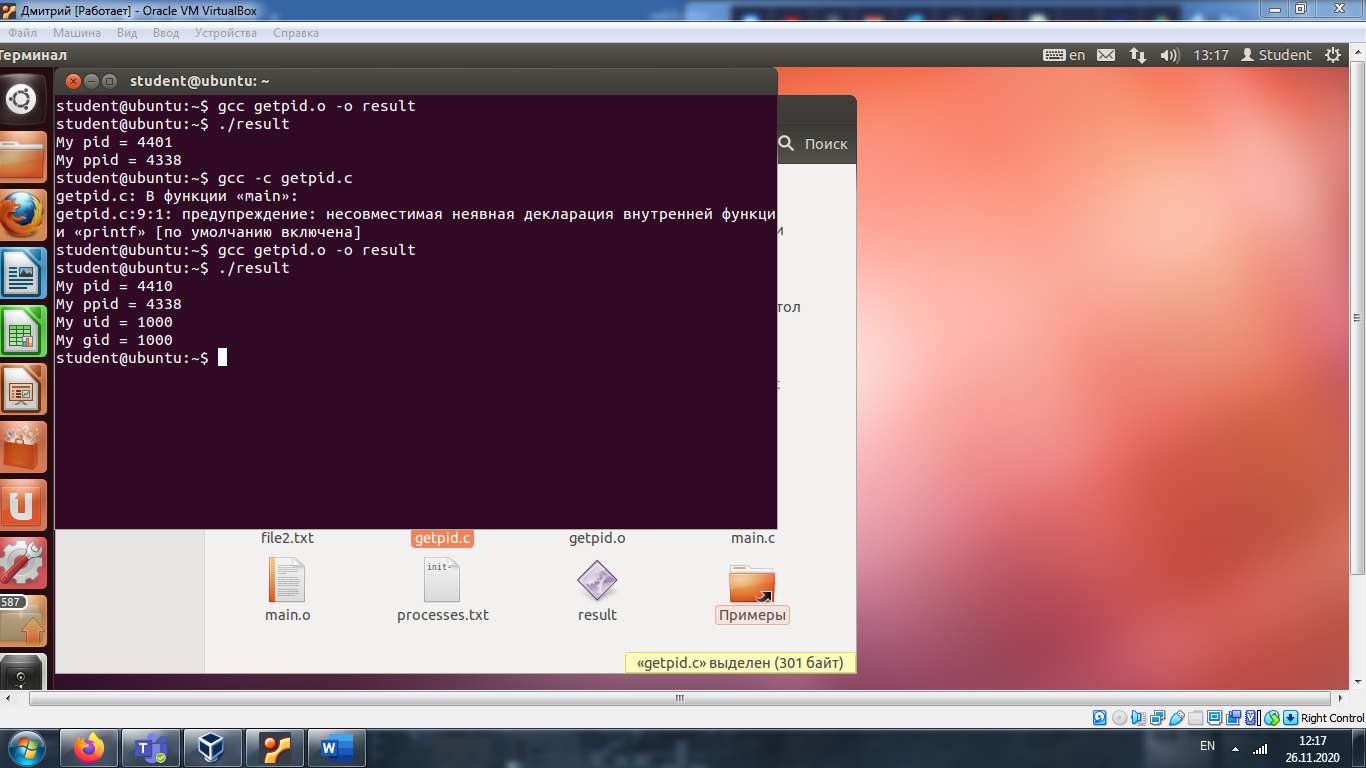 Дмитрий [Работает] - Oracle VM VirtualBox
Файл Машина Вид Ввод Устройства Справка
Терминал
en 13:17 Student
student@ubuntu: ~
student@ubuntu:~$ gcc getpid.o -o result
student@ubuntu:~$ ./result
My pid = 4401
My ppid = 4338
student@ubuntu:~$ gcc -c getpid.c
getpid.c: В функции «main»:
getpid.c:9:1: предупреждение: несовместимая неявная декларация внутренней функци
и «printf» [по умолчанию включена]
student@ubuntu:~$ gcc getpid.o -o result
student@ubuntu:~$ ./result
My pid = 4410
My ppid = 4338
My uid = 1000
My gid = 1000
student@ubuntu:~$
Поиск
и
тол
file2.txt getpid.c getpid.o main.c
init-
main.o processes.txt result Примеры
587
«getpid.c» выделен (301 байт)
Right Control
EN
12:17
26.11.2020